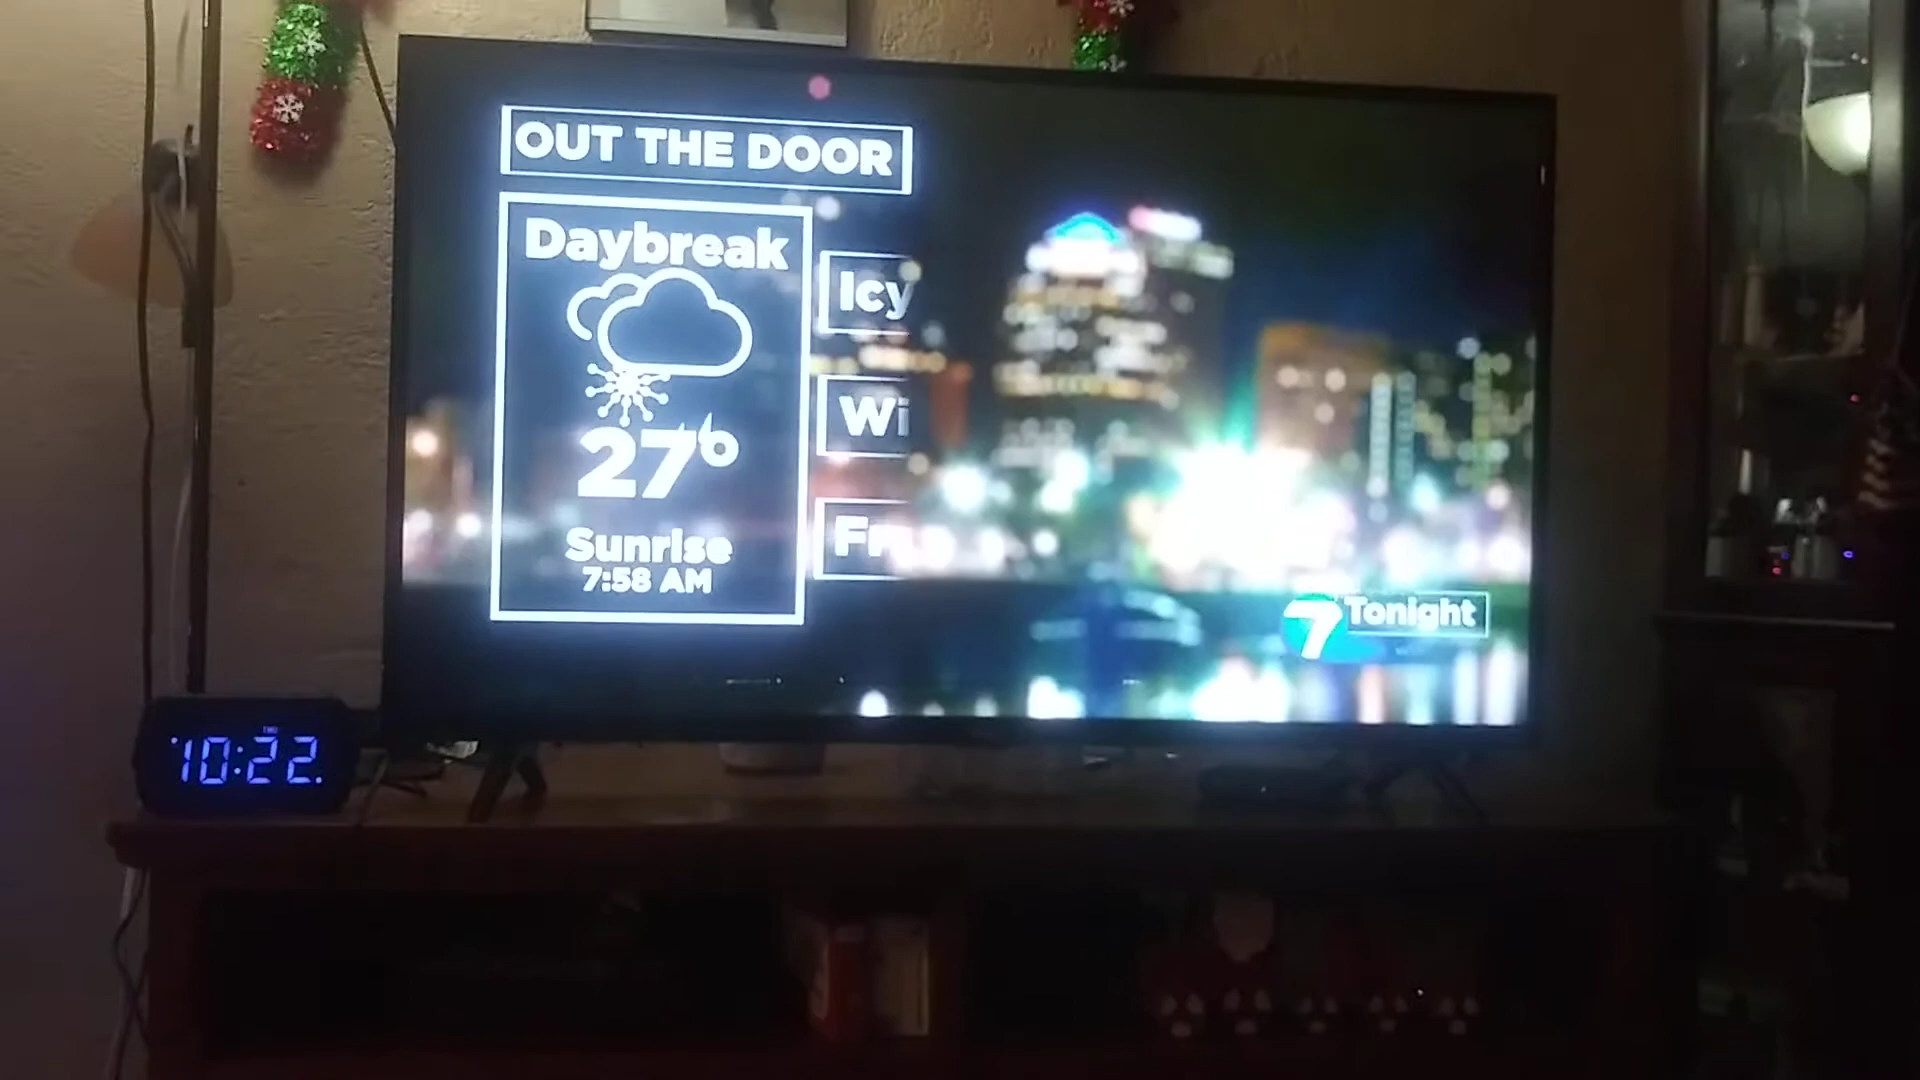 OUT THE DOOR
Daybreak
27°
Sunrise
7:58 AM
Icy
Wi
7 Tonight
10:22